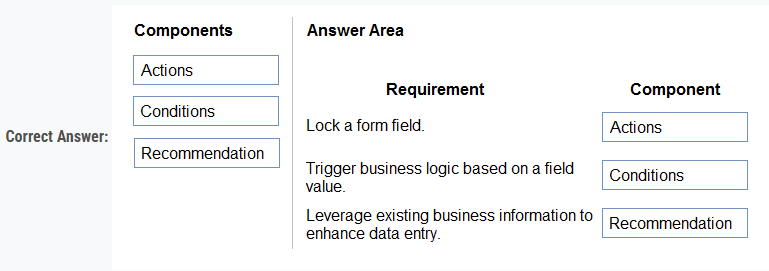 Correct Answer:
Components
Actions
Conditions
Recommendation
Answer Area
Requirement
Component
Lock a form field.
Actions
Trigger business logic based on a field
value.
Conditions
Leverage existing business information to
enhance data entry.
Recommendation